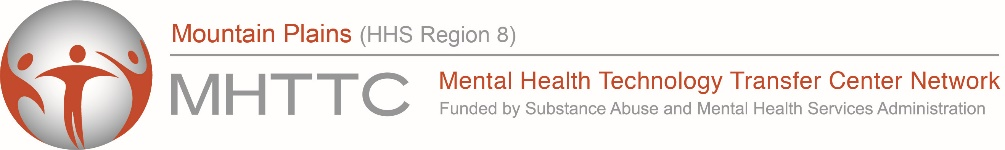 Mountain Plains (HHS Region 8)
MHTTC
Mental Health Technology Transfer Center Network
Funded by Substance Abuse and Mental Health Services Administration